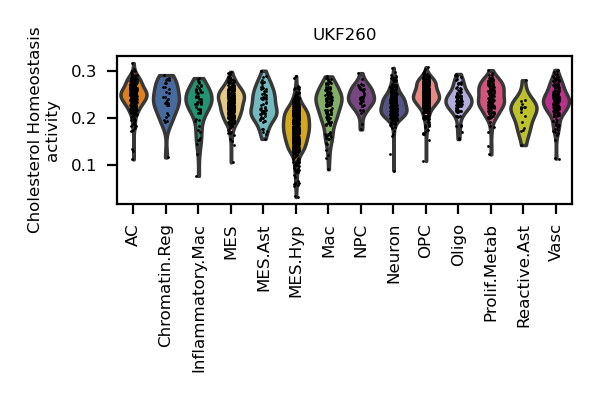 UKF260
Cholesterol Homeostasis
activity
0.3
0.2
0.1
AC
Chromatin.Reg
Inflammatory.Mac
MES
MES.Ast
MES.Hyp
Mac
NPC
Neuron
OPC
Oligo
Prolif.Metab
Reactive.Ast
Vasc